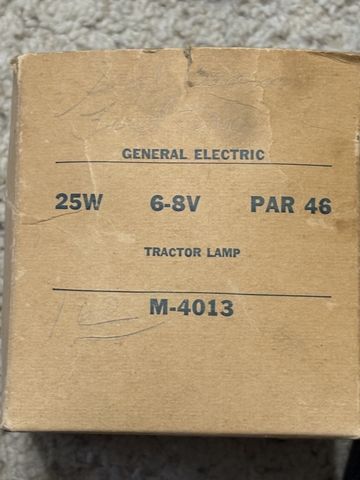 GENERAL ELECTRIC
25W 6-8V PAR 46
TRACTOR LAMP
M-4013